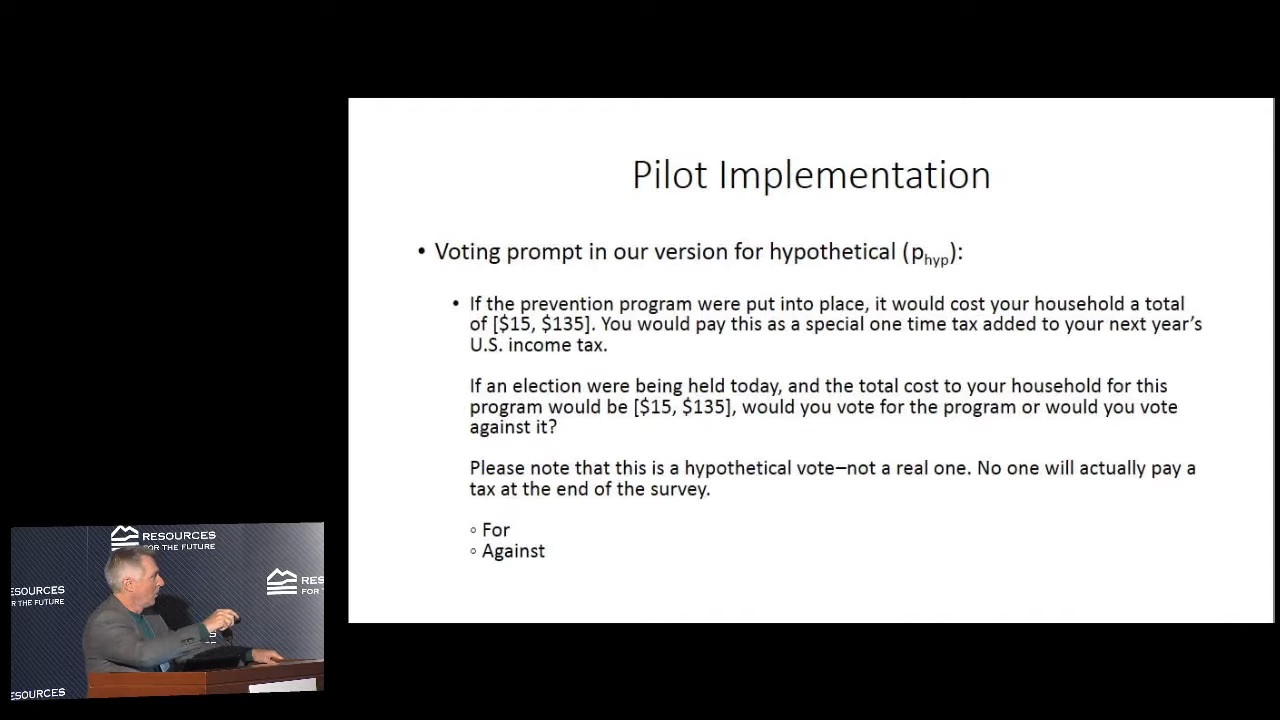 Pilot Implementation
• Voting prompt in our version for hypothetical (p_hyp):
• If the prevention program were put into place, it would cost your household a total
of [$15, $135]. You would pay this as a special one time tax added to your next year's
U.S. income tax.
If an election were being held today, and the total cost to your household for this
program would be [$15, $135], would you vote for the program or would you vote
against it?
Please note that this is a hypothetical vote–not a real one. No one will actually pay a
tax at the end of the survey.
◦ For
◦ Against
RESOURCES
FOR THE FUTURE
ESOURCES
R THE FUTURE
RES
FOR T
ESOURCES